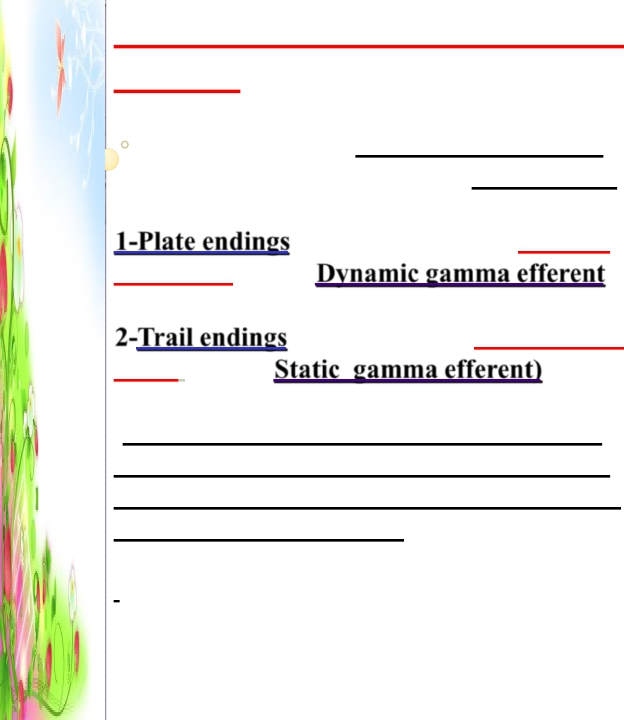 1-Plate endings
Dynamic gamma efferent
2-Trail endings
Static  gamma efferent)